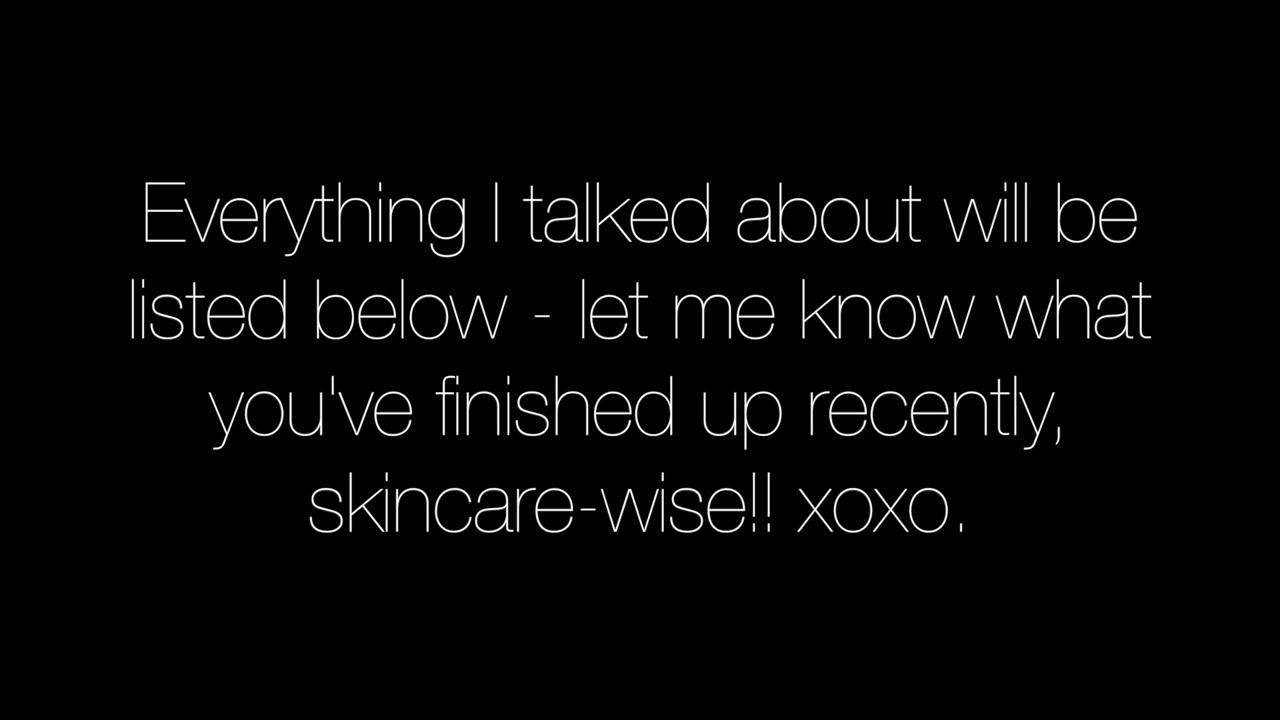 Everything I talked about will be
listed below - let me know what
you've finished up recently,
skincare-wise!! xoxo.